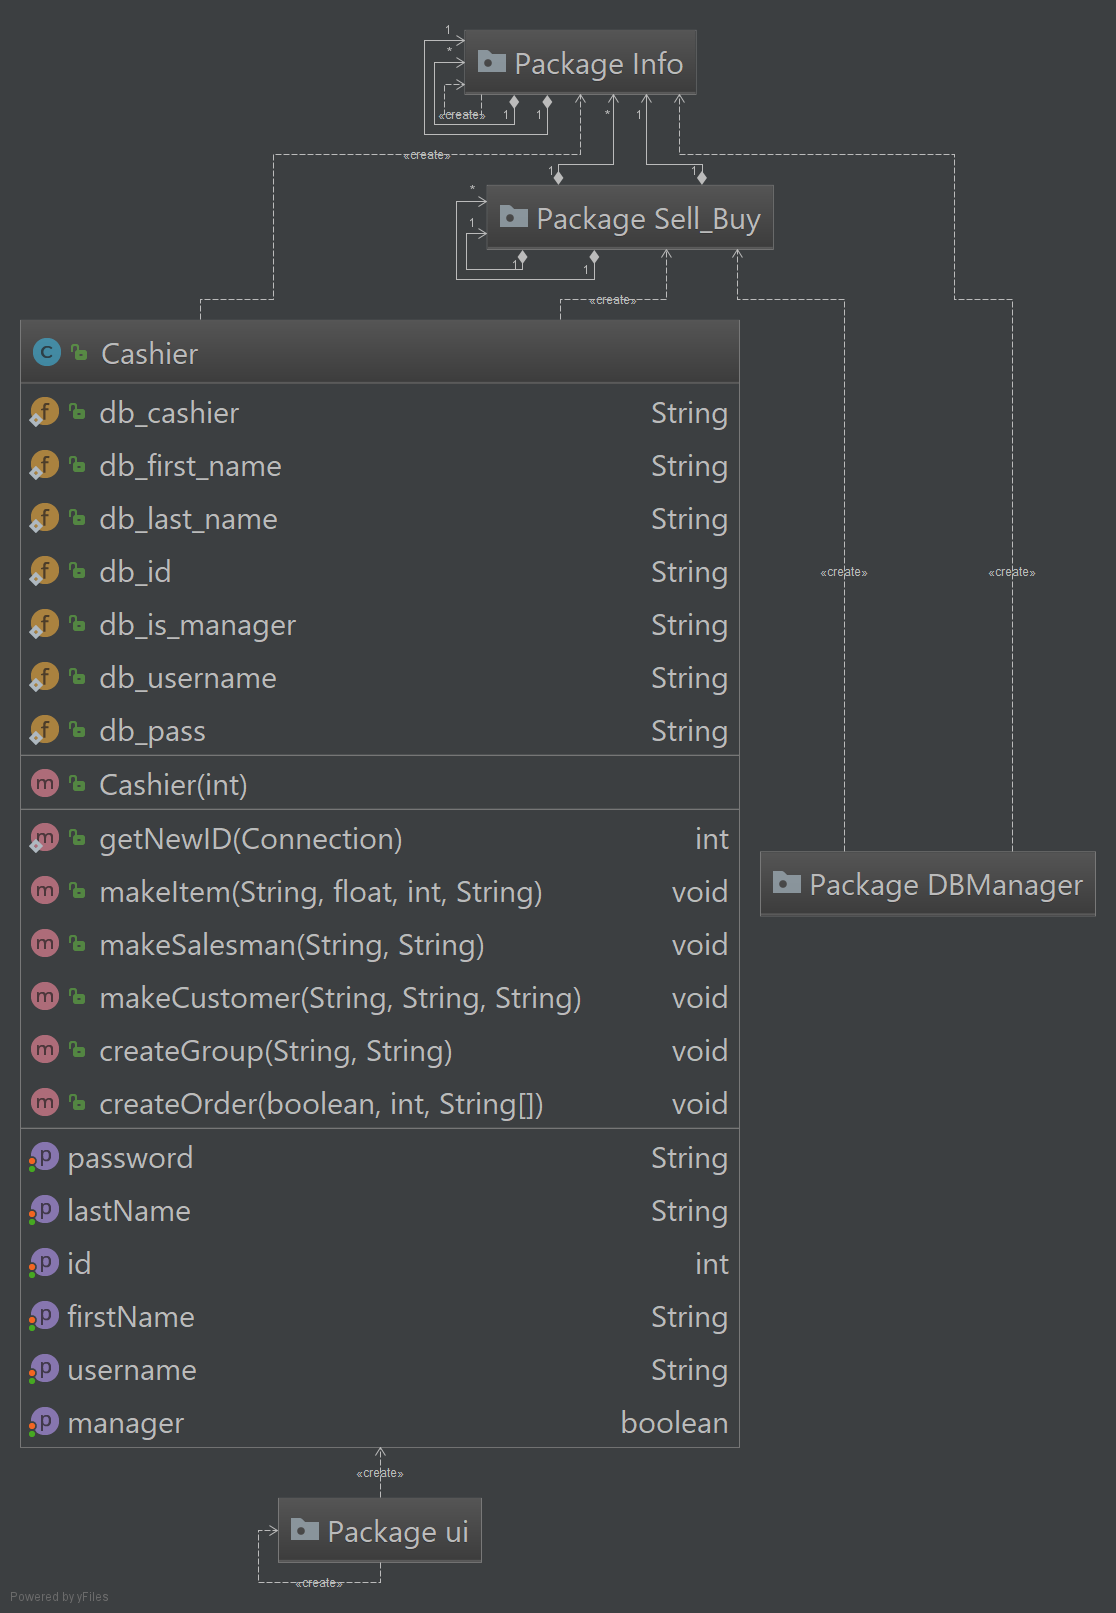 1
*
Package Info
«create»
1
1
*
1
«create»
1
1
*
Package Sell_Buy
1
1
1
«create»
C Cashier
f db_cashier String
f db_first_name String
f db_last_name String
f db_id String
«create» «create»
f db_is_manager String
f db_username String
f db_pass String
m Cashier(int)
m getNewID(Connection) int
Package DBManager
m makeItem(String, float, int, String) void
m makeSalesman(String, String) void
m makeCustomer(String, String, String) void
m createGroup(String, String) void
m createOrder(boolean, int, String[]) void
p password String
p lastName String
p id int
p firstName String
p username String
p manager boolean
«create»
Package ui
«create»
Powered by yFiles